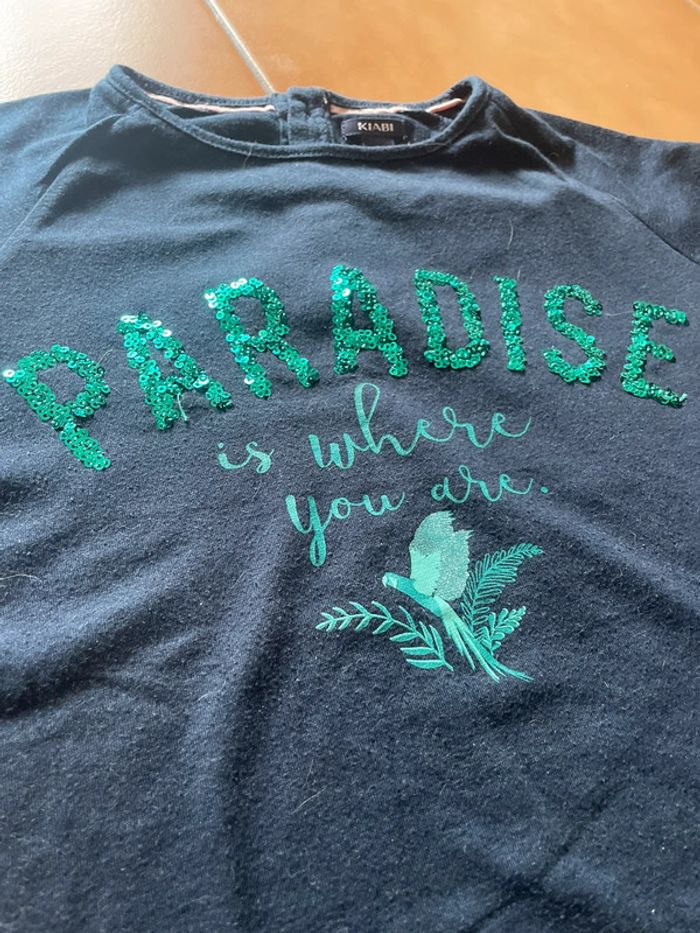 KIABI
PARADISE
is where
you are.